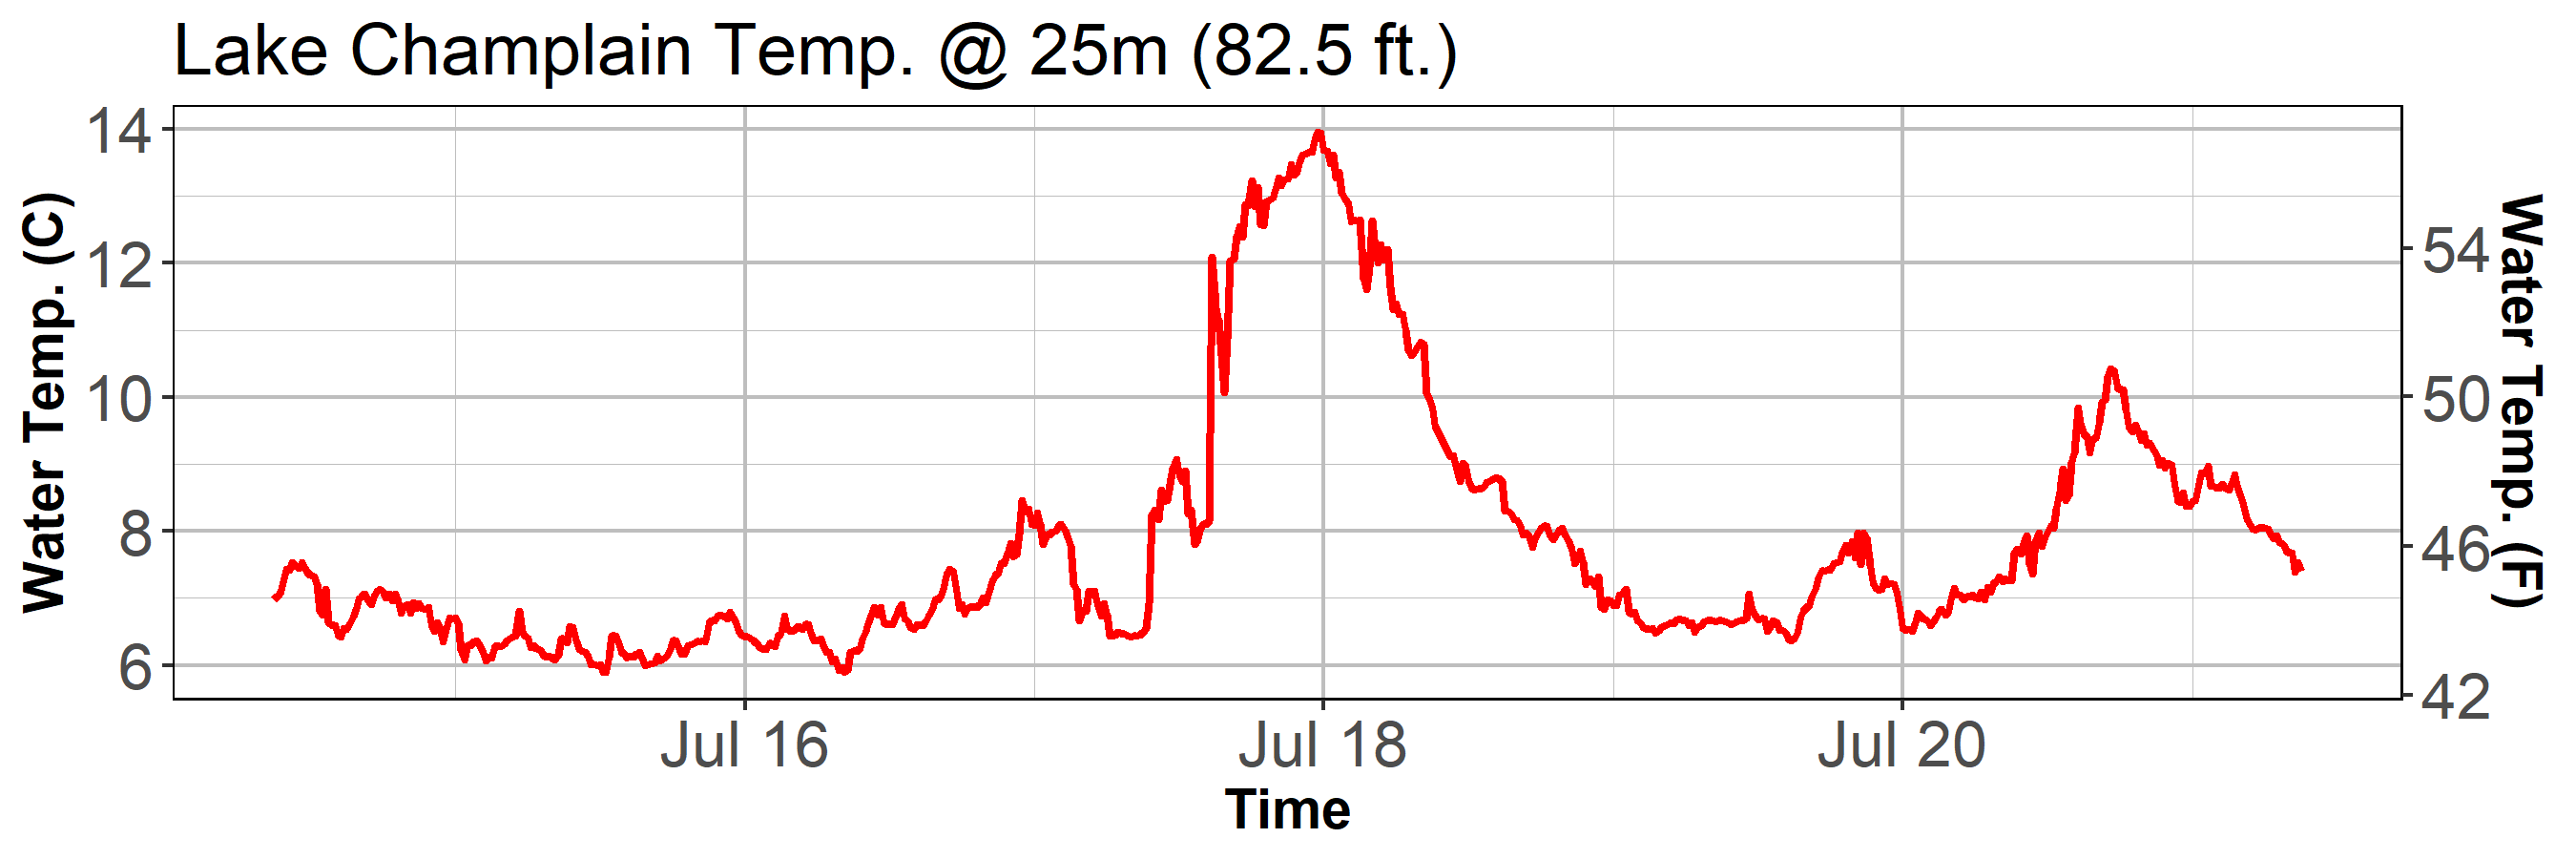 Lake Champlain Temp. @ 25m (82.5 ft.)
Water Temp. (C)
14
12
10
8
6
54
50
46
42
Water Temp. (F)
Jul 16 Jul 18 Jul 20
Time